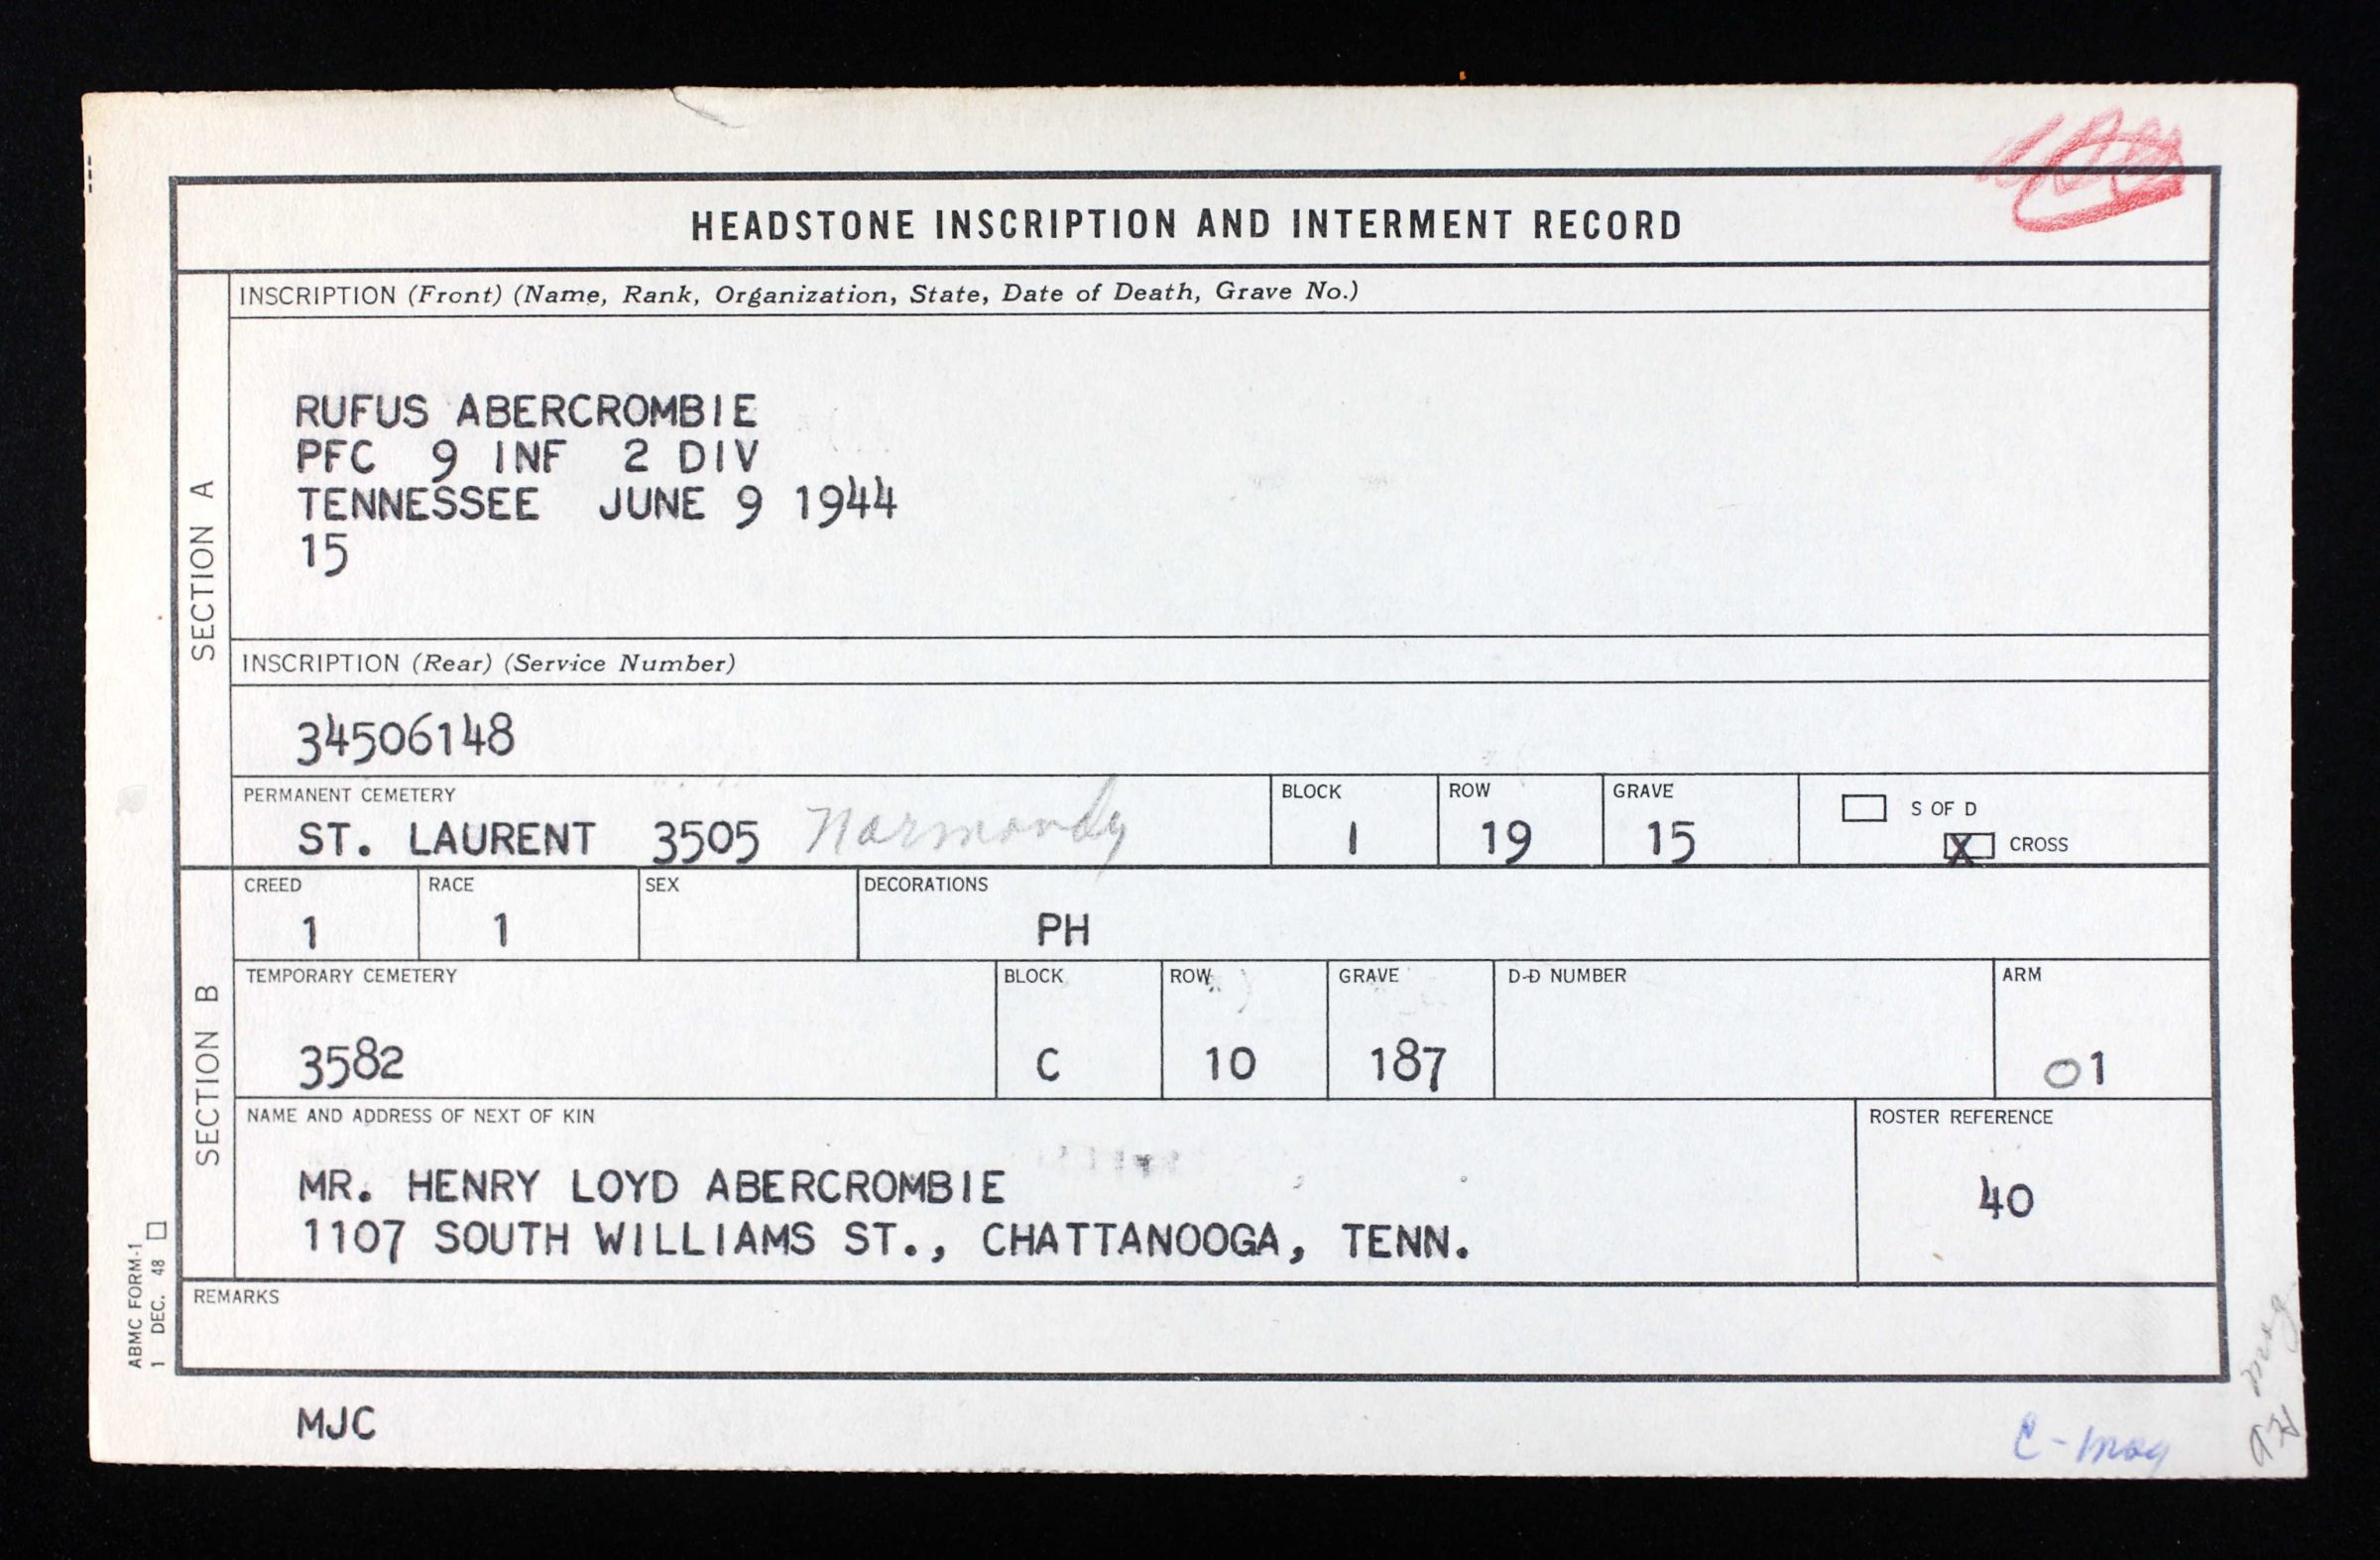 HEADSTONE INSCRIPTION AND INTERMENT RECORD
SECTION A
INSCRIPTION (Front) (Name, Rank, Organization, State, Date of Death, Grave No.)
RUFUS ABERCROMBIE
PFC 9 INF 2 DIV
TENNESSEE JUNE 9 1944
15
INSCRIPTION (Rear) (Service Number)
34506148
PERMANENT CEMETERY BLOCK ROW GRAVE
ST. LAURENT 3505 Normandy 1 19 15
S OF D
X CROSS
SECTION B
CREED RACE SEX DECORATIONS
1 1 PH
TEMPORARY CEMETERY BLOCK ROW GRAVE D-D NUMBER ARM
3582 C 10 187 01
NAME AND ADDRESS OF NEXT OF KIN ROSTER REFERENCE
MR. HENRY LOYD ABERCROMBIE 40
1107 SOUTH WILLIAMS ST., CHATTANOOGA, TENN.
REMARKS
ABMC FORM-1
1 DEC. 48
MJC